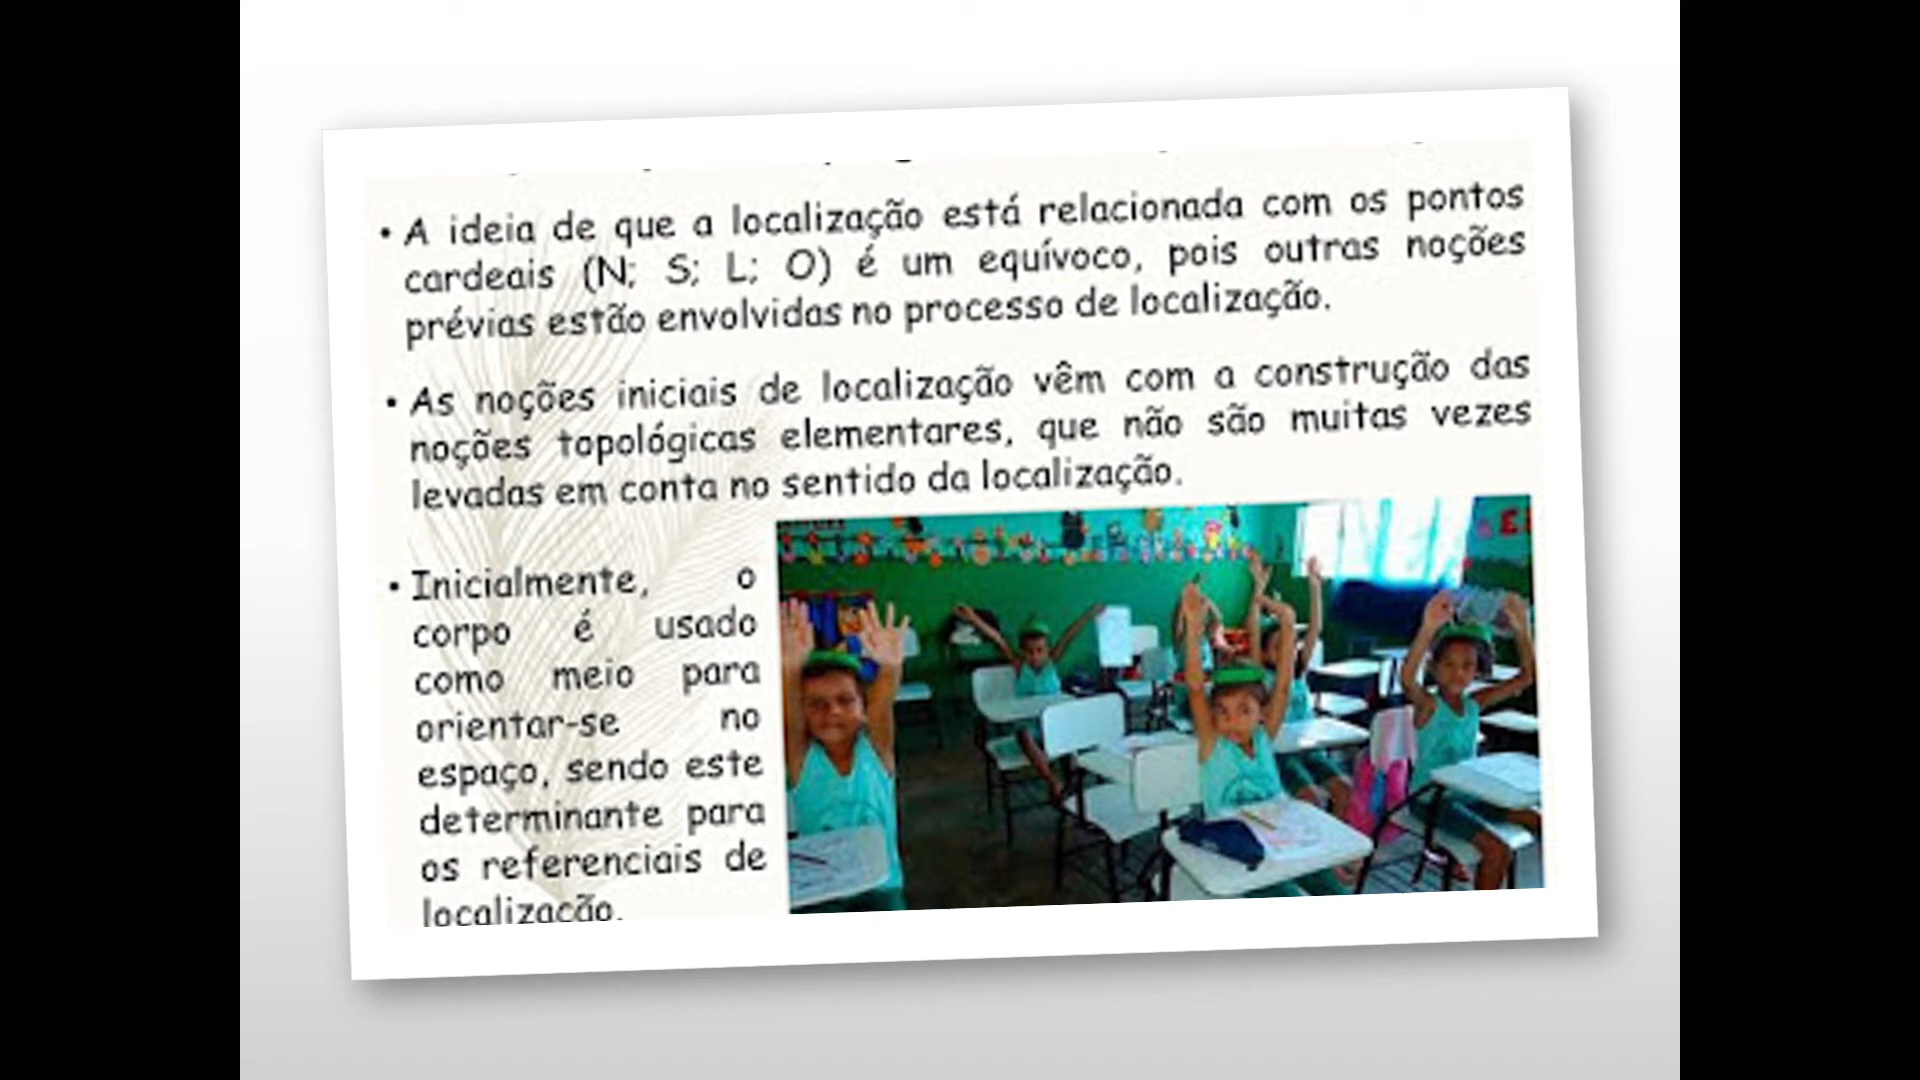 • A ideia de que a localização está relacionada com os pontos
cardeais (N; S; L; O) é um equívoco, pois outras noções
prévias estão envolvidas no processo de localização.
• As noções iniciais de localização vêm com a construção das
noções topológicas elementares, que não são muitas vezes
levadas em conta no sentido da localização.
• Inicialmente, o
corpo é usado
como meio para
orientar-se no
espaço, sendo este
determinante para
os referenciais de
localização.